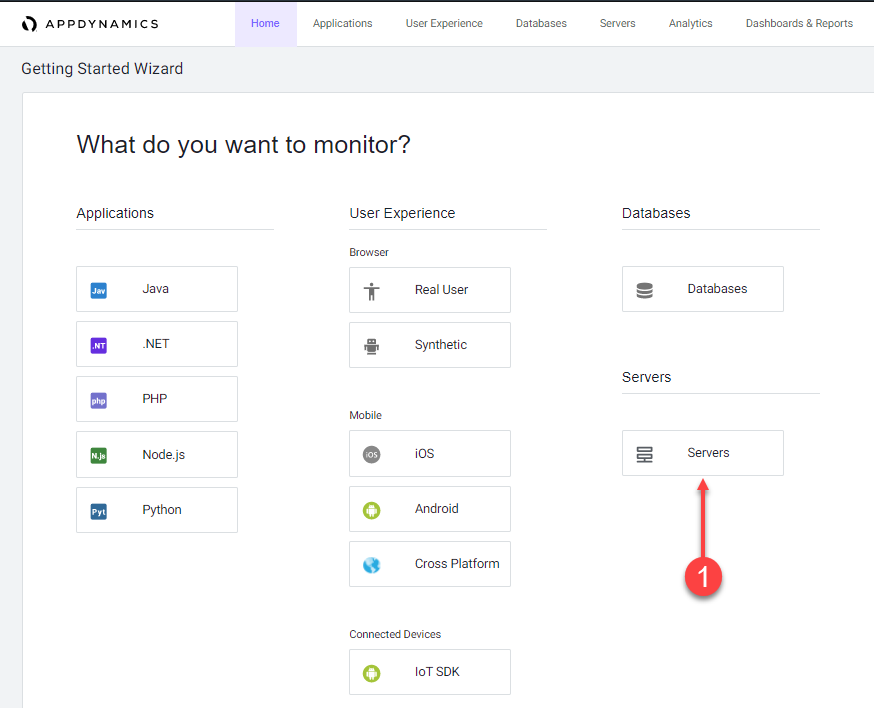 APPDYNAMICS Home Applications User Experience Databases Servers Analytics Dashboards & Reports
Getting Started Wizard
What do you want to monitor?
Applications
Jav Java
.NT .NET
php PHP
N.js Node.js
Pyt Python
User Experience
Browser
Real User
Synthetic
Mobile
iOS iOS
Android
Cross Platform
Connected Devices
IoT SDK
Databases
Databases
Servers
Servers
1